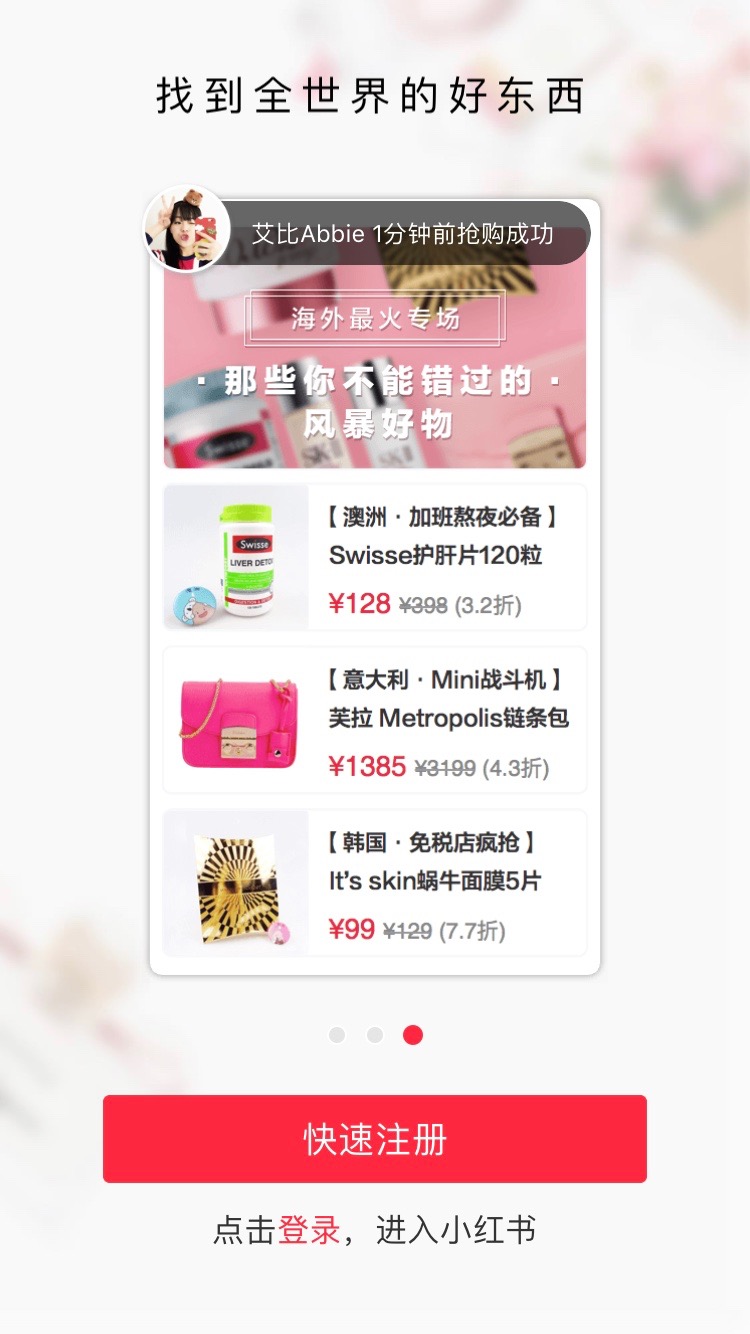 找到全世界的好东西
艾比Abbie 1分钟前抢购成功
海外最火专场
· 那些你不能错过的 ·
风暴好物
Swisse
SKII
【 澳洲 · 加班熬夜必备 】
Swisse护肝片120粒
¥128 ¥398 (3.2折)
Swisse
LIVER DETOX
【 意大利 · Mini战斗机 】
芙拉 Metropolis链条包
¥1385 ¥3199 (4.3折)
【 韩国 · 免税店疯抢 】
It's skin蜗牛面膜5片
¥99 ¥129 (7.7折)
快速注册
点击登录，进入小红书